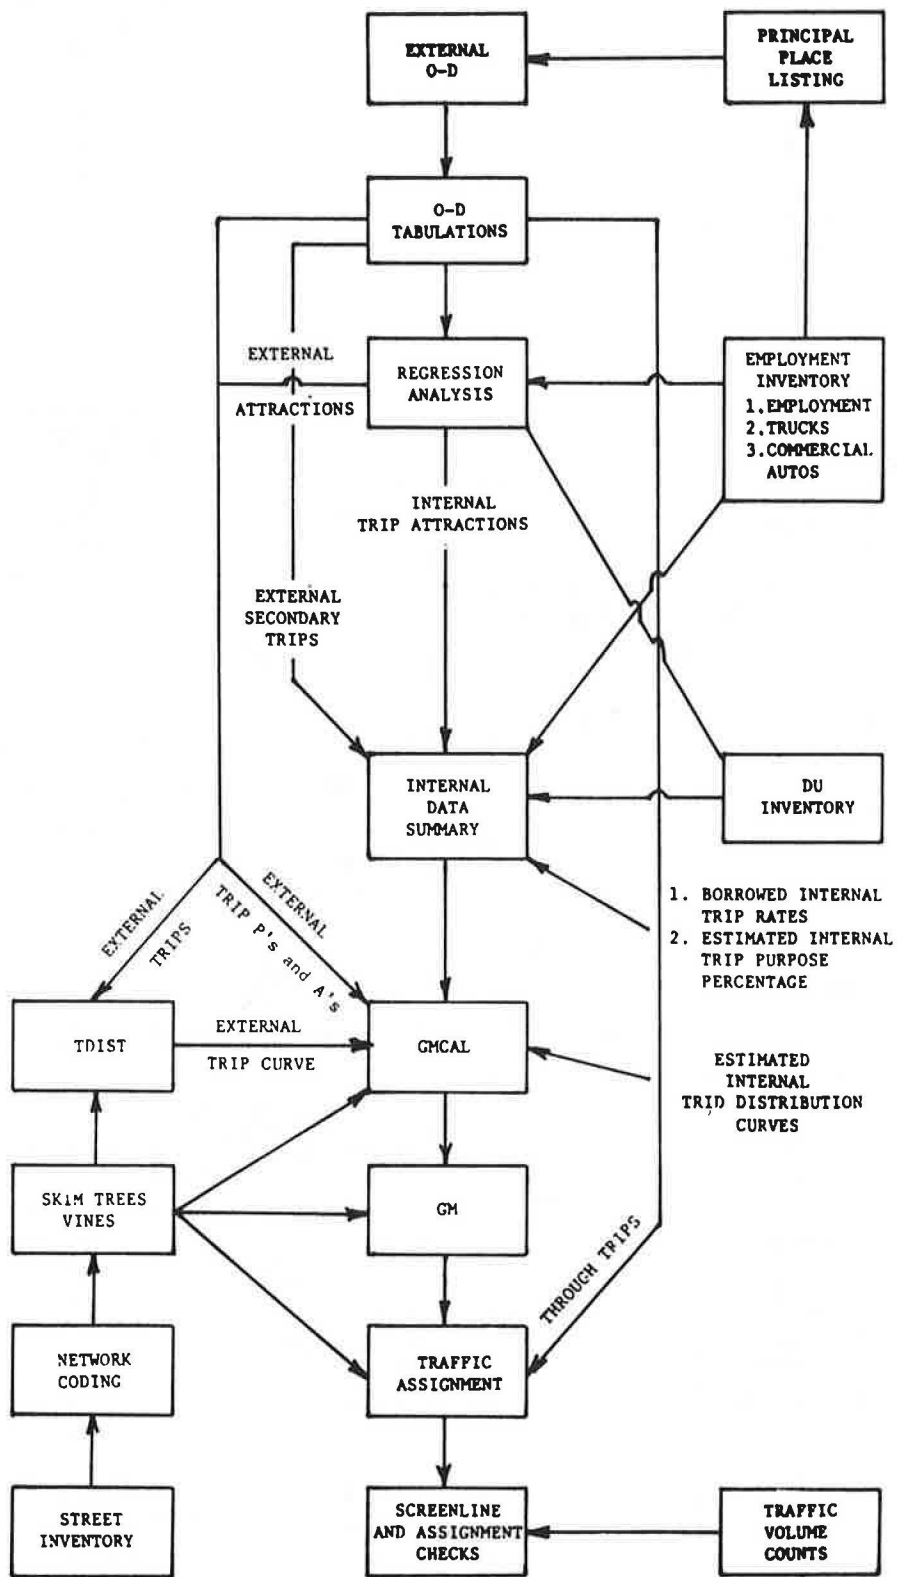 EXTERNAL
O-D
PRINCIPAL
PLACE
LISTING
O-D
TABULATIONS
EXTERNAL
ATTRACTIONS
REGRESSION
ANALYSIS
EMPLOYMENT
INVENTORY
1.EMPLOYMENT
2.TRUCKS
3.COMMERCIAL
AUTOS
INTERNAL
TRIP ATTRACTIONS
EXTERNAL
SECONDARY
TRIPS
INTERNAL
DATA
SUMMARY
DU
INVENTORY
1. BORROWED INTERNAL
TRIP RATES
2. ESTIMATED INTERNAL
TRIP PURPOSE
PERCENTAGE
EXTERNAL
TRIPS
EXTERNAL
TRIP P's and A's
TDIST
EXTERNAL
TRIP CURVE
GMCAL
ESTIMATED
INTERNAL
TRID DISTRIBUTION
CURVES
SKIM TREES
VINES
GM
THROUGH TRIPS
NETWORK
CODING
TRAFFIC
ASSIGNMENT
STREET
INVENTORY
SCREENLINE
AND ASSIGNMENT
CHECKS
TRAFFIC
VOLUME
COUNTS